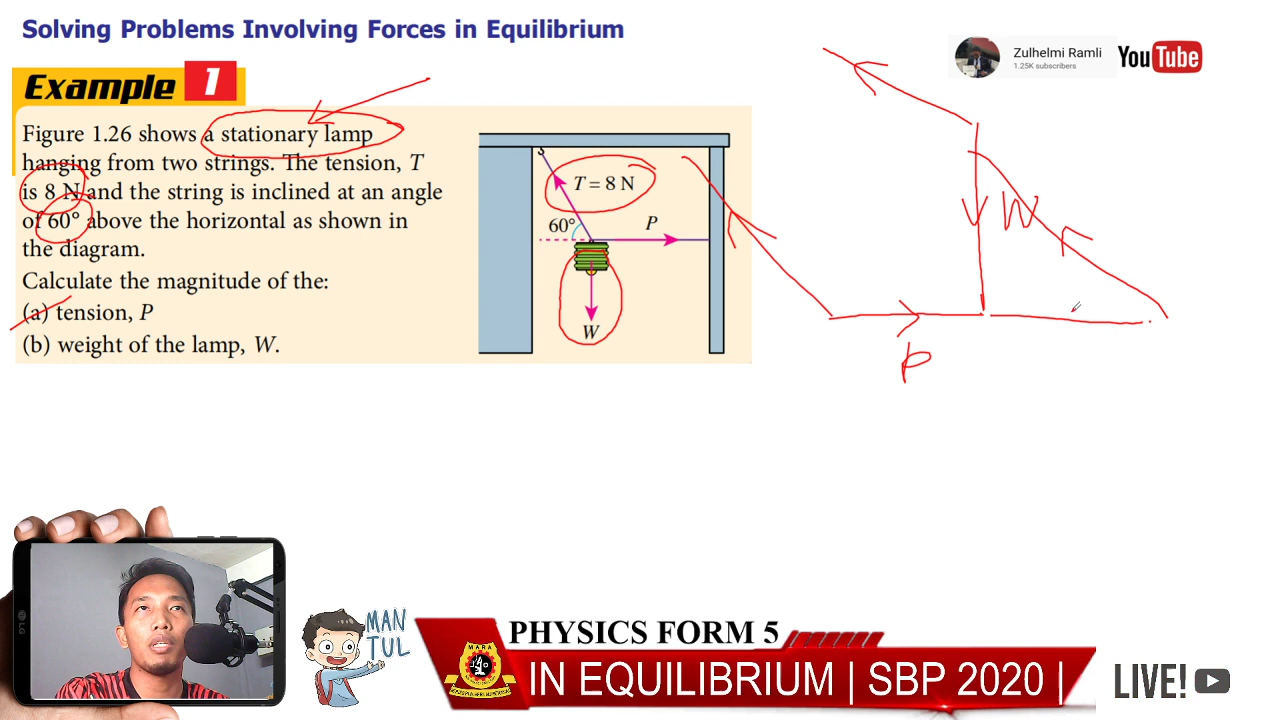 Solving Problems Involving Forces in Equilibrium
Zulhelmi Ramli
1.25K subscribers
YouTube
Example 1
Figure 1.26 shows a stationary lamp
hanging from two strings. The tension, T
is 8 N and the string is inclined at an angle
of 60° above the horizontal as shown in
the diagram.
Calculate the magnitude of the:
(a) tension, P
(b) weight of the lamp, W.
T = 8 N
60°
P
W
W
P
LG
MAN
TUL
MARA
PHYSICS FORM 5
IN EQUILIBRIUM | SBP 2020 |
LIVE!